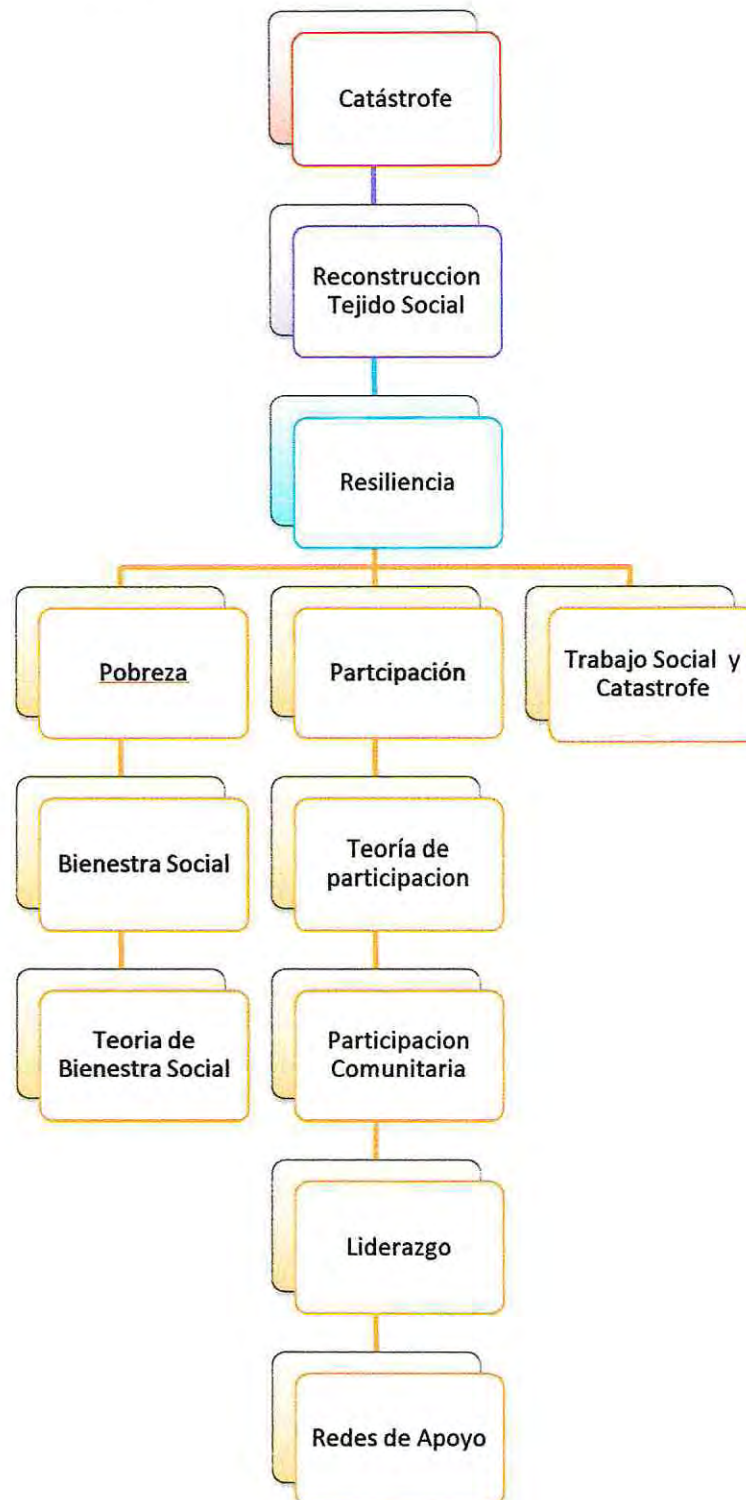 Catástrofe
Reconstruccion
Tejido Social
Resiliencia
Pobreza
Partcipación
Trabajo Social y
Catastrofe
Bienestra Social
Teoría de
participacion
Teoria de
Bienestra Social
Participacion
Comunitaria
Liderazgo
Redes de Apoyo